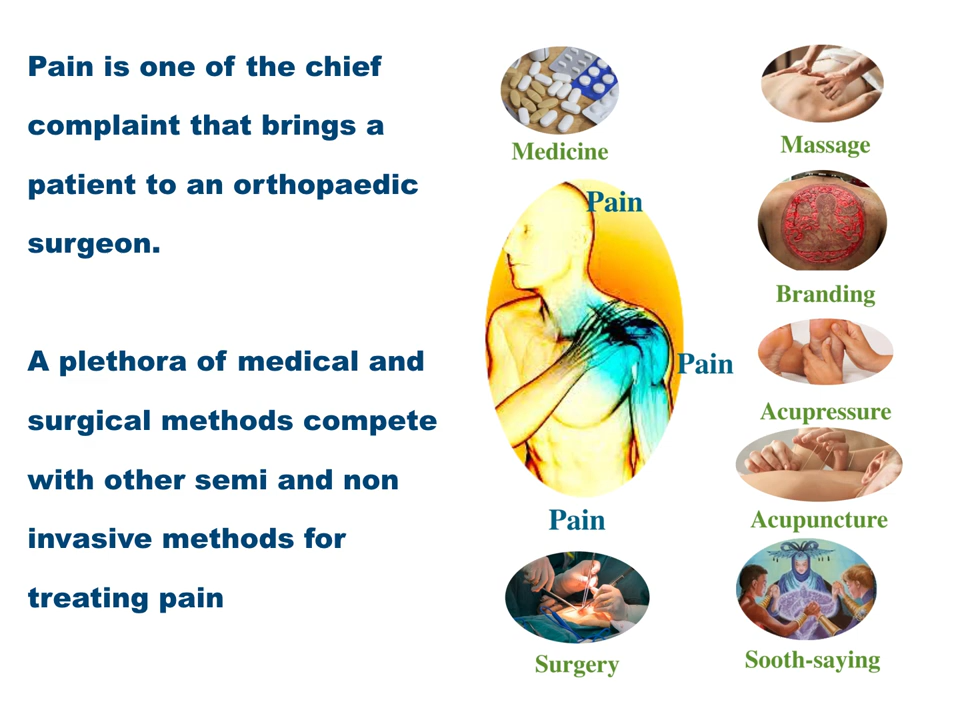 Pain is one of the chief
complaint that brings a
patient to an orthopaedic
surgeon.
A plethora of medical and
surgical methods compete
with other semi and non
invasive methods for
treating pain
Medicine
Massage
Pain
Branding
Pain
Acupressure
Pain
Acupuncture
Surgery
Sooth-saying